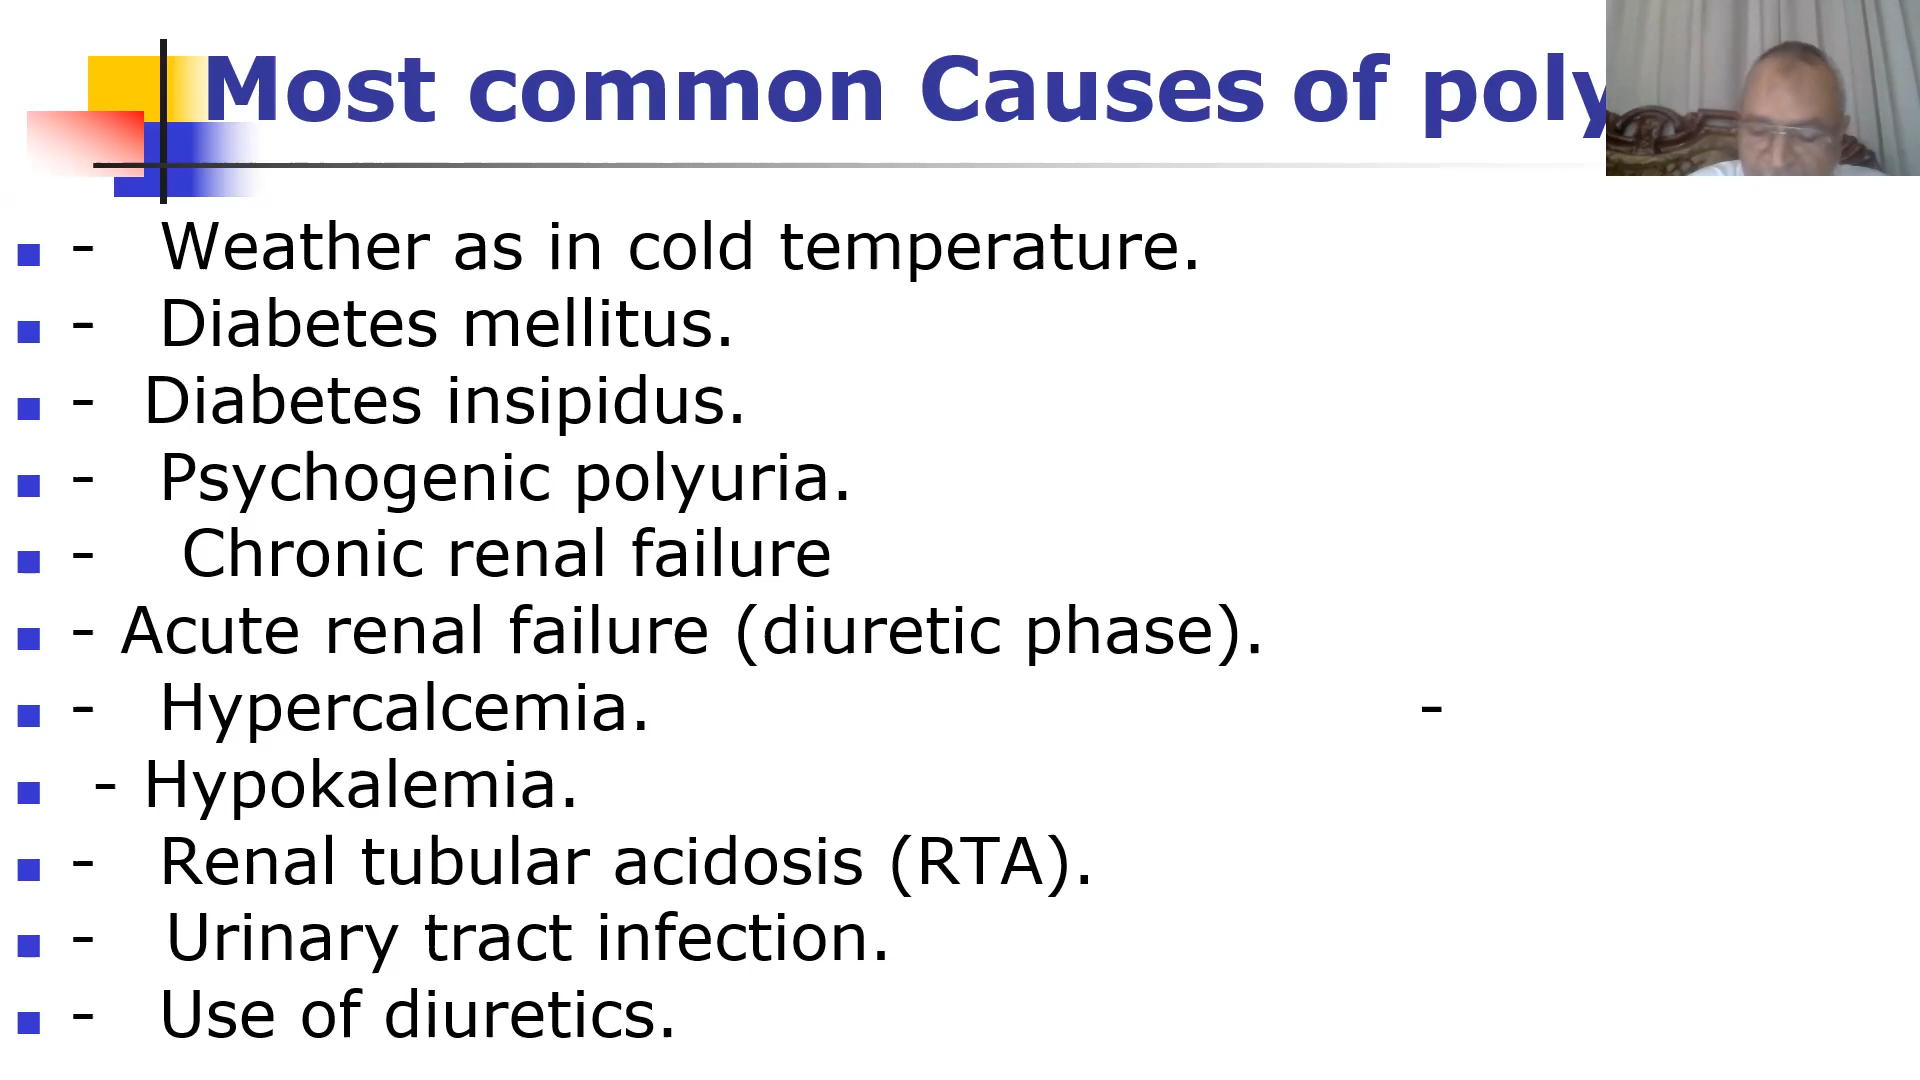 Most common Causes of poly
- Weather as in cold temperature.
- Diabetes mellitus.
- Diabetes insipidus.
- Psychogenic polyuria.
- Chronic renal failure
- Acute renal failure (diuretic phase).
- Hypercalcemia. -
- Hypokalemia.
- Renal tubular acidosis (RTA).
- Urinary tract infection.
- Use of diuretics.